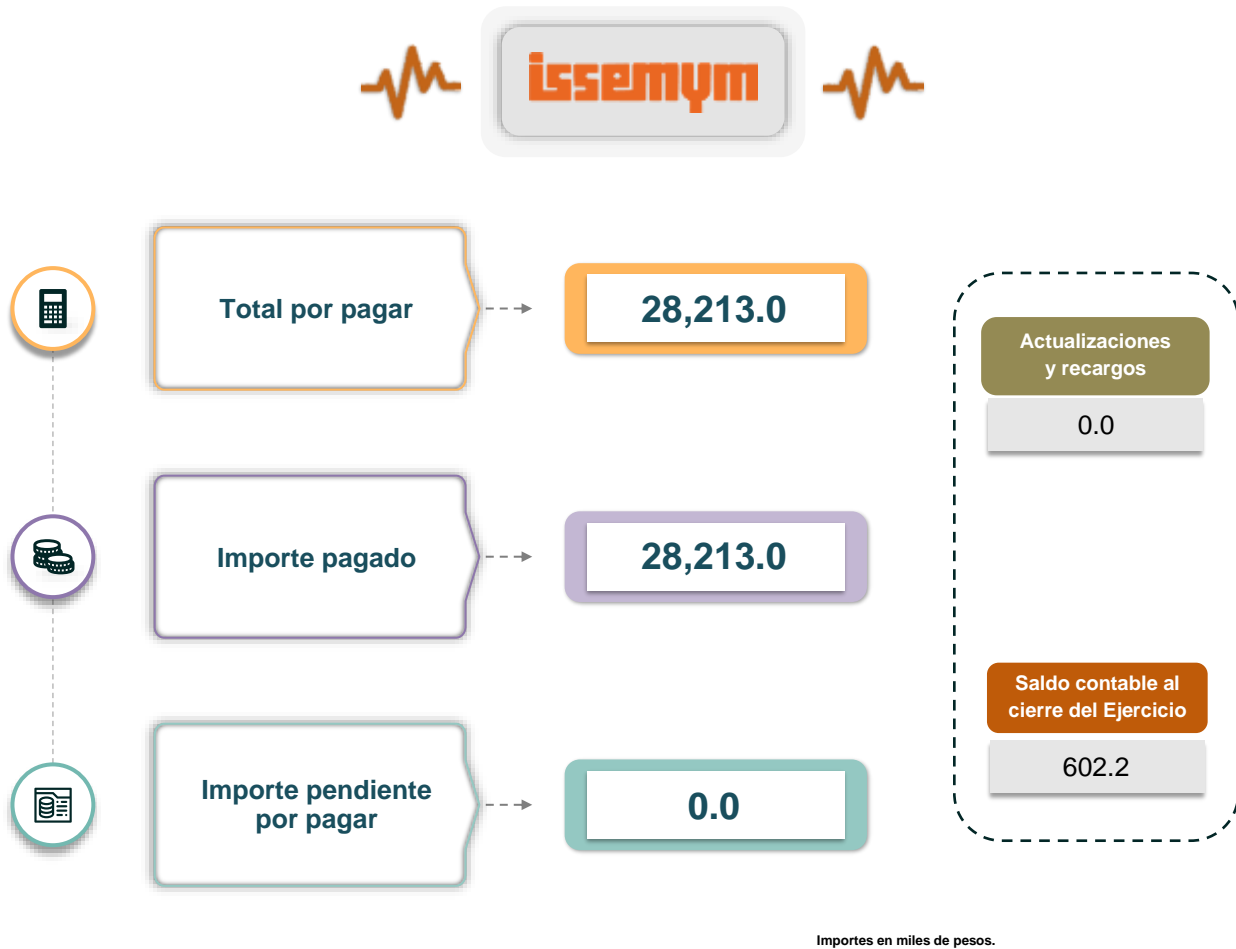 issemym
Total por pagar
28,213.0
Importe pagado
28,213.0
Importe pendiente
por pagar
0.0
Actualizaciones
y recargos
0.0
Saldo contable al
cierre del Ejercicio
602.2
Importes en miles de pesos.